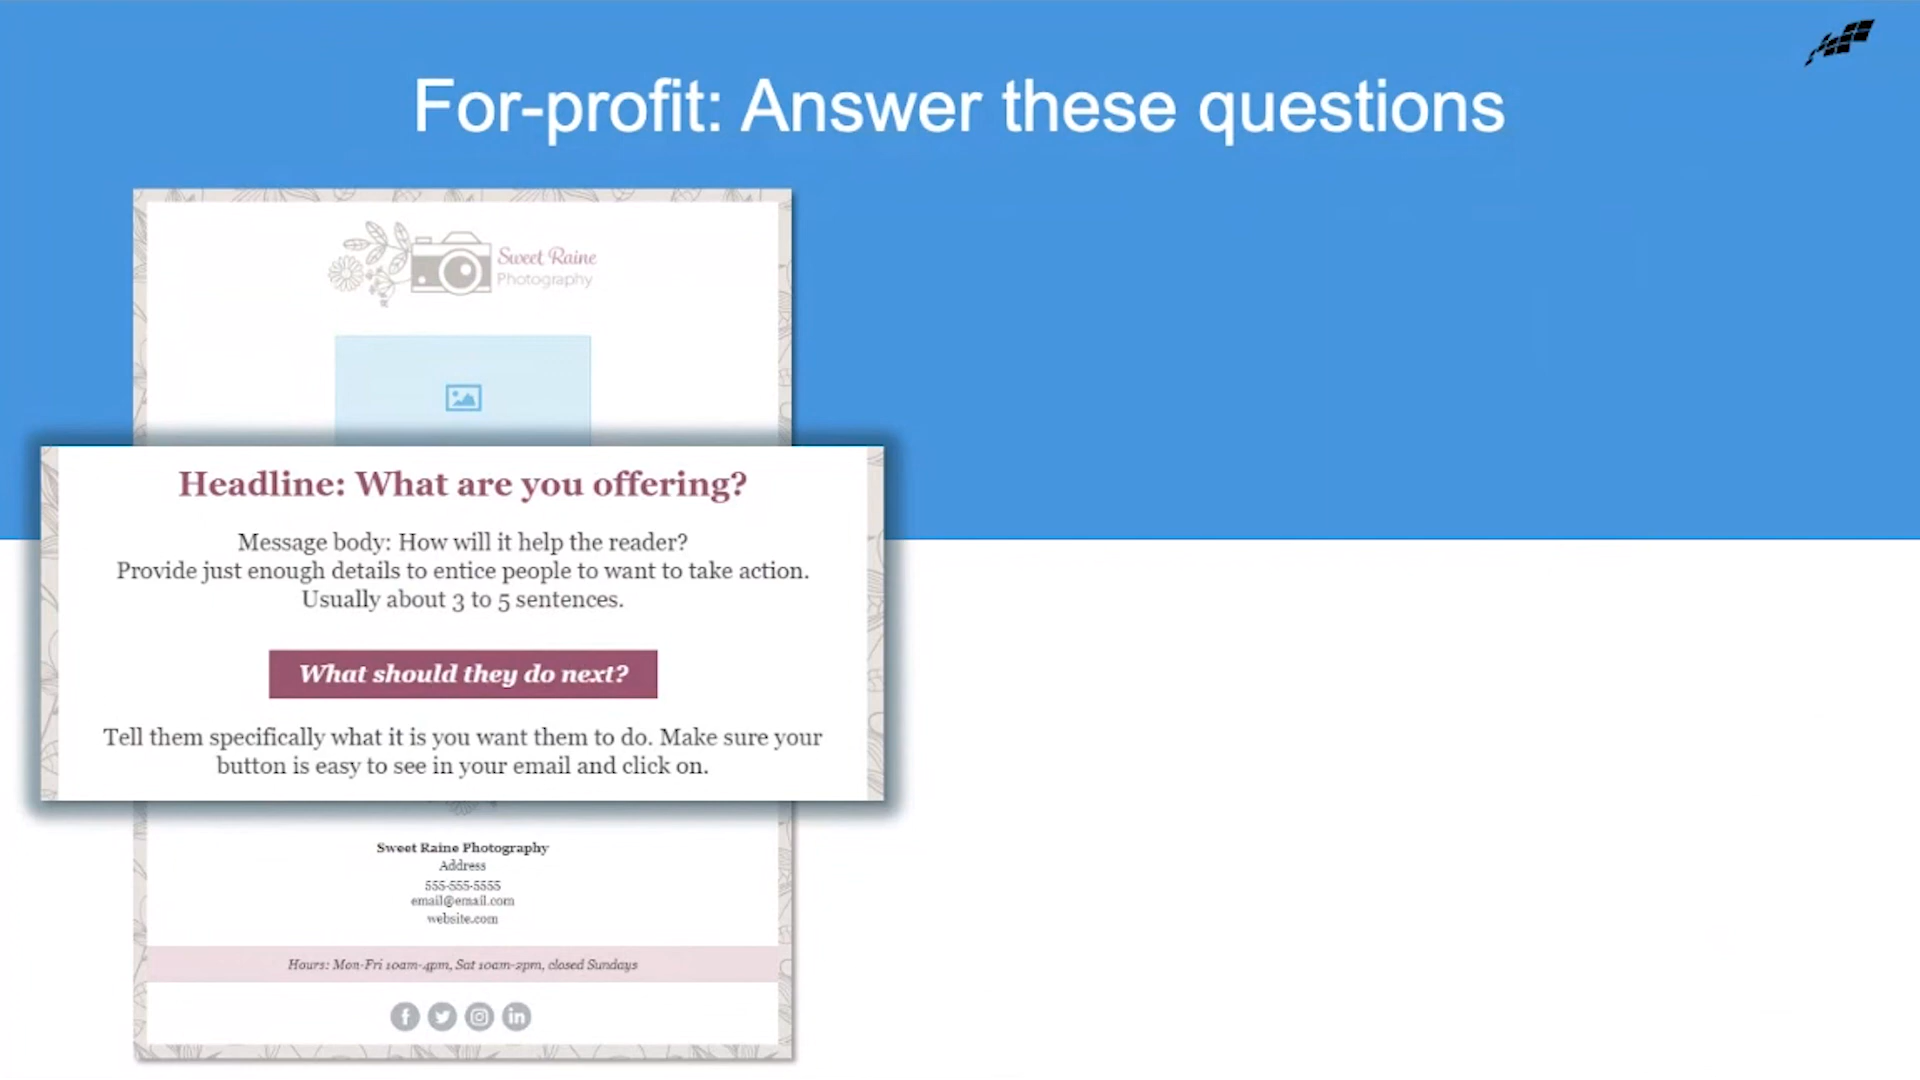 For-profit: Answer these questions
Sweet Raine
Photography
Headline: What are you offering?
Message body: How will it help the reader?
Provide just enough details to entice people to want to take action.
Usually about 3 to 5 sentences.
What should they do next?
Tell them specifically what it is you want them to do. Make sure your
button is easy to see in your email and click on.
Sweet Raine Photography
Address
555-555-5555
email@email.com
website.com
Hours: Mon-Fri 10am-4pm, Sat 10am-2pm, closed Sundays